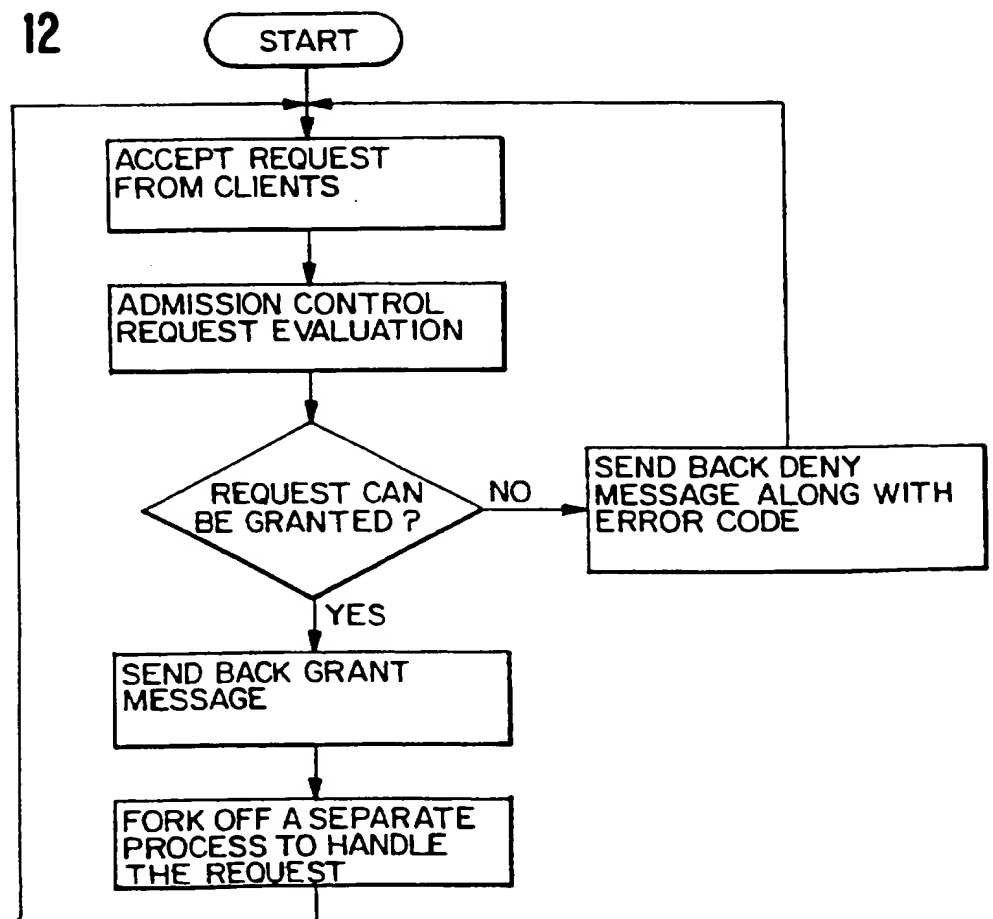 12
START
ACCEPT REQUEST
FROM CLIENTS
ADMISSION CONTROL
REQUEST EVALUATION
REQUEST CAN
BE GRANTED ?
NO
SEND BACK DENY
MESSAGE ALONG WITH
ERROR CODE
YES
SEND BACK GRANT
MESSAGE
FORK OFF A SEPARATE
PROCESS TO HANDLE
THE REQUEST